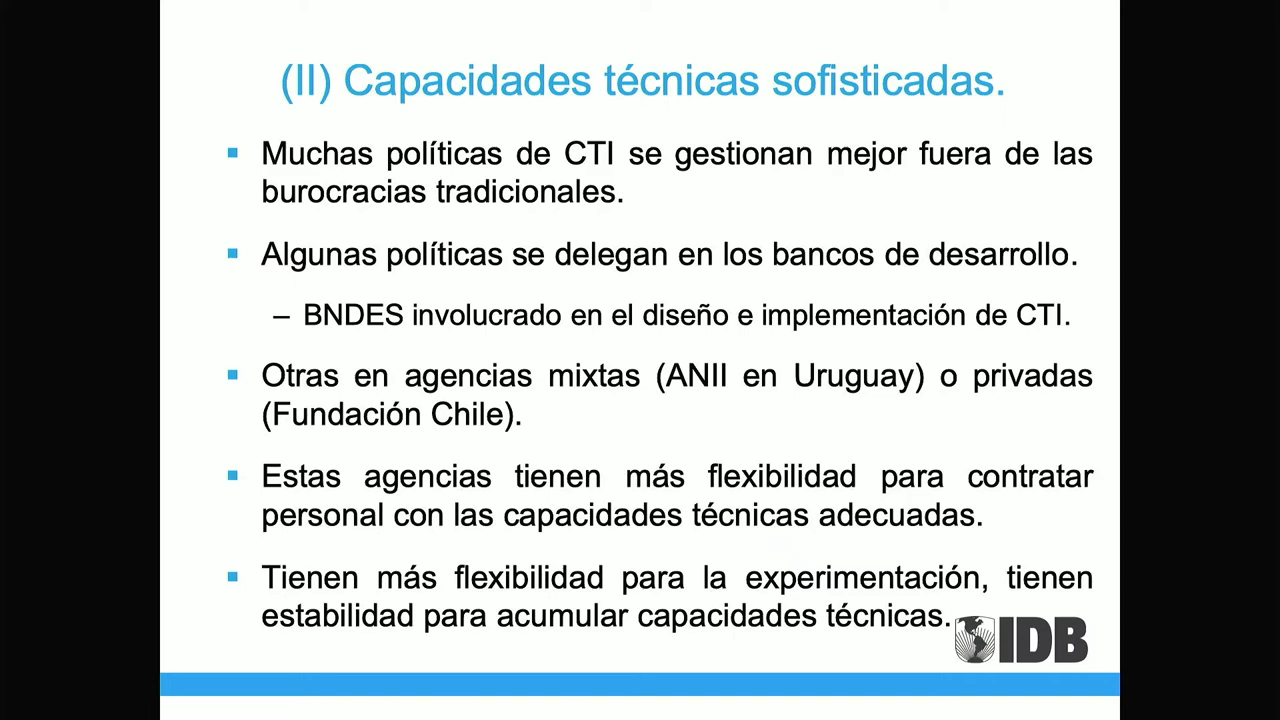 (II) Capacidades técnicas sofisticadas.
▪ Muchas políticas de CTI se gestionan mejor fuera de las
burocracias tradicionales.
▪ Algunas políticas se delegan en los bancos de desarrollo.
– BNDES involucrado en el diseño e implementación de CTI.
▪ Otras en agencias mixtas (ANII en Uruguay) o privadas
(Fundación Chile).
▪ Estas agencias tienen más flexibilidad para contratar
personal con las capacidades técnicas adecuadas.
▪ Tienen más flexibilidad para la experimentación, tienen
estabilidad para acumular capacidades técnicas.
IDB